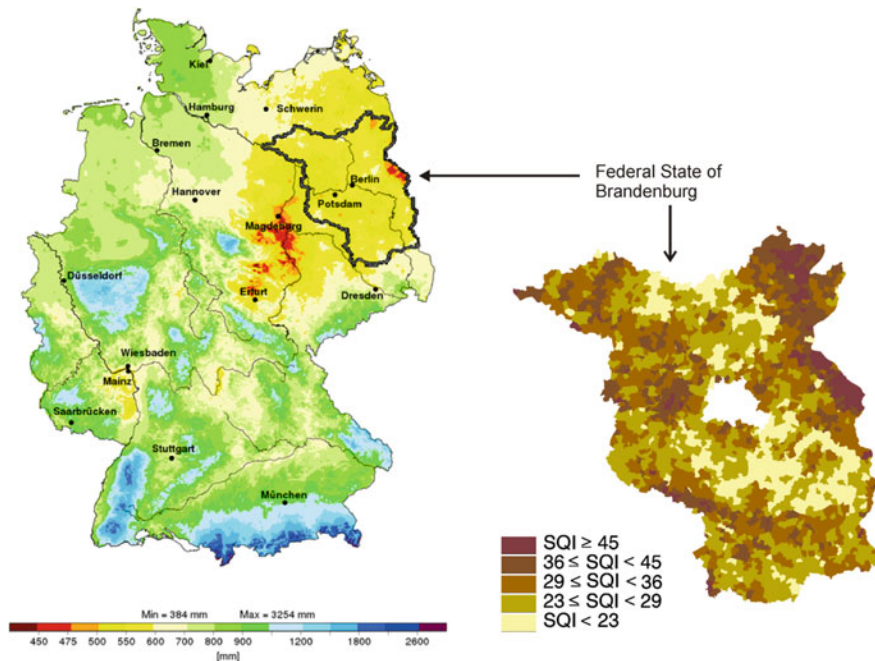 Kiel
Hamburg
Schwerin
Bremen
Hannover
Berlin
Potsdam
Magdeburg
Düsseldorf
Erfurt
Dresden
Wiesbaden
Mainz
Saarbrücken
Stuttgart
München
Min = 384 mm Max = 3254 mm
450 475 500 550 600 700 800 900 1200 1800 2600
[mm]
Federal State of
Brandenburg
SQI ≥ 45
36 ≤ SQI < 45
29 ≤ SQI < 36
23 ≤ SQI < 29
SQI < 23